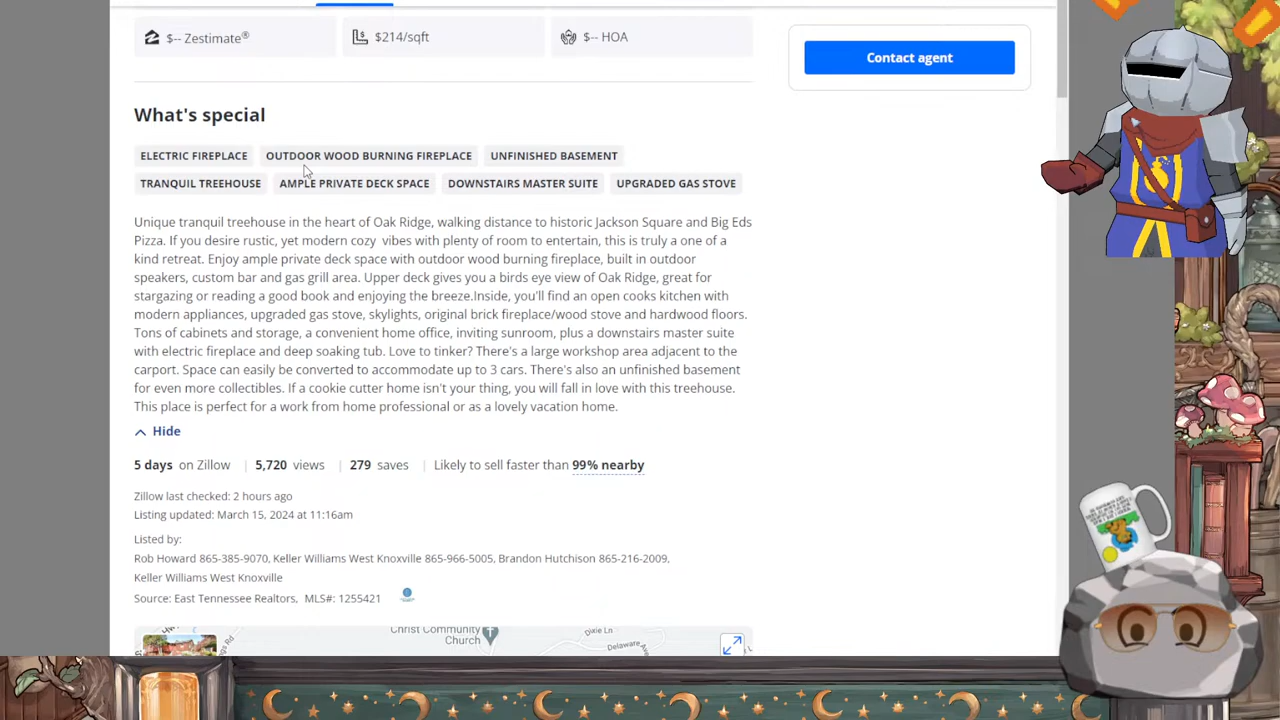 $-- Zestimate®
$214/sqft
$-- HOA
Contact agent
What's special
ELECTRIC FIREPLACE
OUTDOOR WOOD BURNING FIREPLACE
UNFINISHED BASEMENT
TRANQUIL TREEHOUSE
AMPLE PRIVATE DECK SPACE
DOWNSTAIRS MASTER SUITE
UPGRADED GAS STOVE
Unique tranquil treehouse in the heart of Oak Ridge, walking distance to historic Jackson Square and Big Eds
Pizza. If you desire rustic, yet modern cozy vibes with plenty of room to entertain, this is truly a one of a
kind retreat. Enjoy ample private deck space with outdoor wood burning fireplace, built in outdoor
speakers, custom bar and gas grill area. Upper deck gives you a birds eye view of Oak Ridge, great for
stargazing or reading a good book and enjoying the breeze.Inside, you'll find an open cooks kitchen with
modern appliances, upgraded gas stove, skylights, original brick fireplace/wood stove and hardwood floors.
Tons of cabinets and storage, a convenient home office, inviting sunroom, plus a downstairs master suite
with electric fireplace and deep soaking tub. Love to tinker? There's a large workshop area adjacent to the
carport. Space can easily be converted to accommodate up to 3 cars. There's also an unfinished basement
for even more collectibles. If a cookie cutter home isn't your thing, you will fall in love with this treehouse.
This place is perfect for a work from home professional or as a lovely vacation home.
Hide
5 days on Zillow | 5,720 views | 279 saves | Likely to sell faster than 99% nearby
Zillow last checked: 2 hours ago
Listing updated: March 15, 2024 at 11:16am
Listed by:
Rob Howard 865-385-9070, Keller Williams West Knoxville 865-966-5005, Brandon Hutchison 865-216-2009,
Keller Williams West Knoxville
Source: East Tennessee Realtors, MLS#: 1255421
Christ Community
Church
Dixie Ln
Delaware